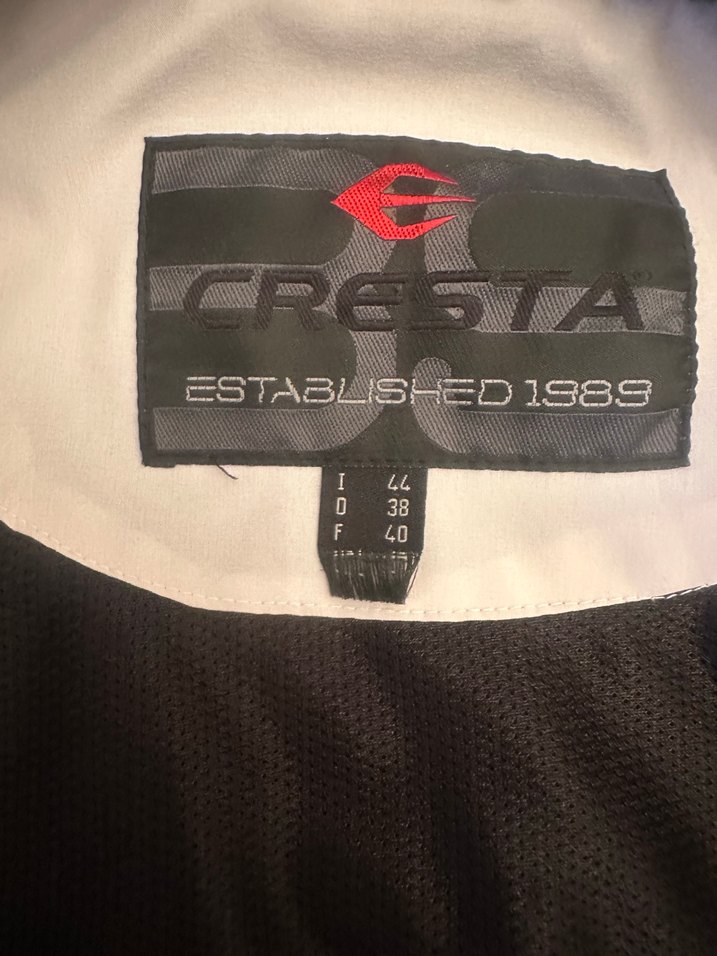 CRESTA®
ESTABLISHED 1989
I 44
D 38
F 40